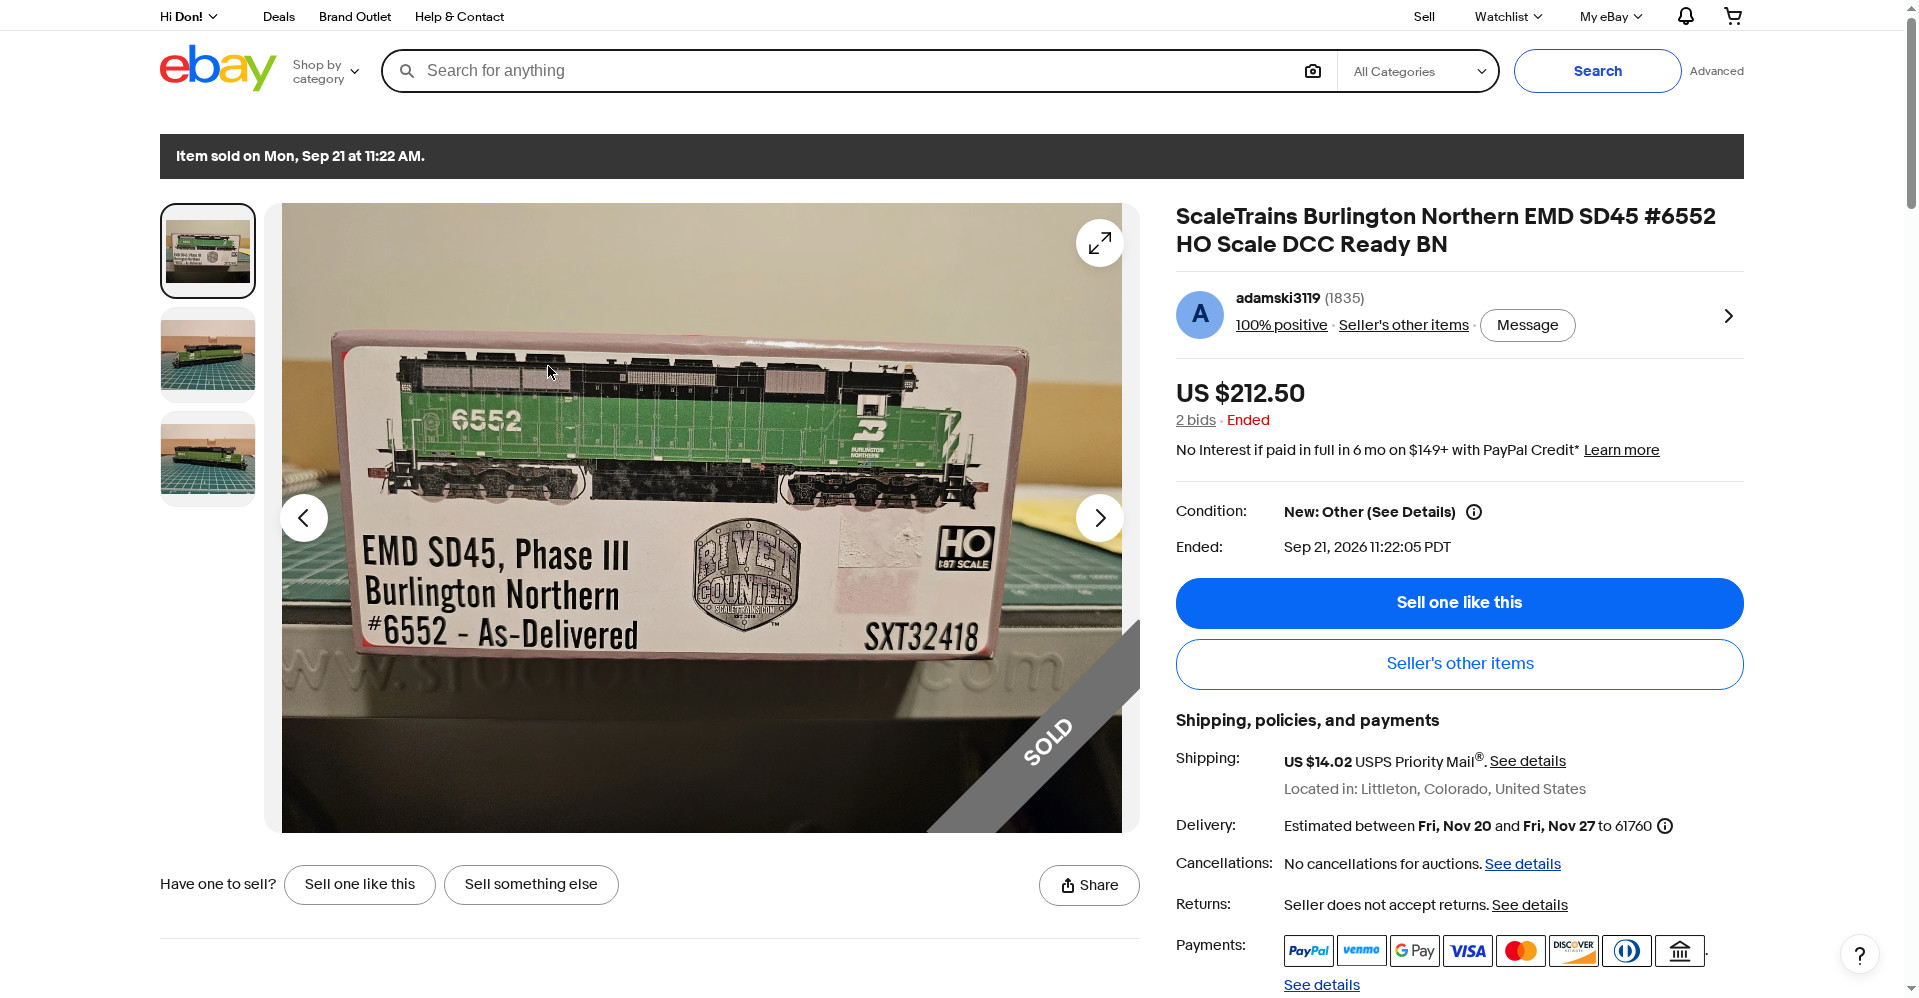 Hi Don!
Deals
Brand Outlet
Help & Contact
Sell
Watchlist
My eBay
ebay
Shop by category
Search for anything
All Categories
Search
Advanced
Item sold on Mon, Sep 21 at 11:22 AM.
6552
BURLINGTON
NORTHERN
EMD SD45, Phase III
Burlington Northern
#6552 - As-Delivered
RIVET
COUNTER
SCALETRAINS.COM
TM
HO
1:87 SCALE
SXT32418
SOLD
ScaleTrains Burlington Northern EMD SD45 #6552
HO Scale DCC Ready BN
A
adamski3119 (1835)
100% positive · Seller's other items · Message
US $212.50
2 bids · Ended
No Interest if paid in full in 6 mo on $149+ with PayPal Credit* Learn more
Condition: New: Other (See Details)
Ended: Sep 21, 2026 11:22:05 PDT
Sell one like this
Seller's other items
Shipping, policies, and payments
Shipping: US $14.02 USPS Priority Mail®. See details
Located in: Littleton, Colorado, United States
Delivery: Estimated between Fri, Nov 20 and Fri, Nov 27 to 61760
Cancellations: No cancellations for auctions. See details
Returns: Seller does not accept returns. See details
Payments: PayPal venmo G Pay VISA DISCOVER
See details
Have one to sell? Sell one like this Sell something else
Share
?